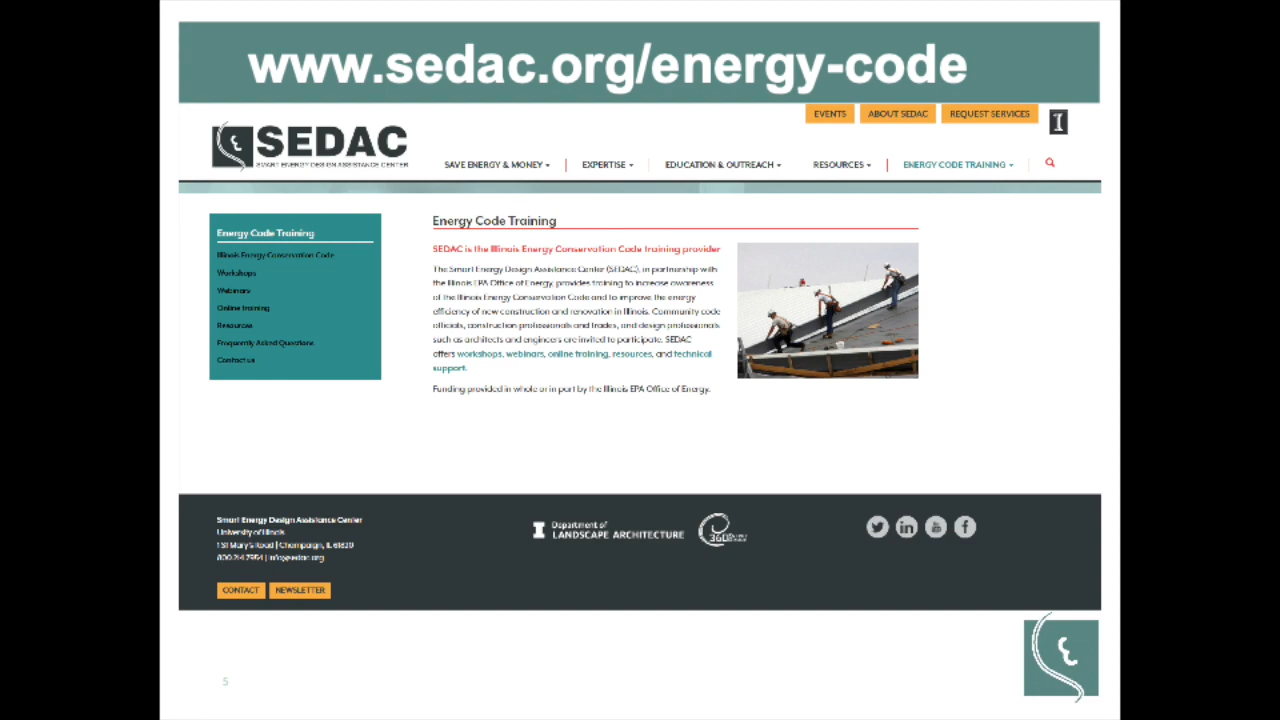 www.sedac.org/energy-code
EVENTS
ABOUT SEDAC
REQUEST SERVICES
I
SEDAC
SMART ENERGY DESIGN ASSISTANCE CENTER
SAVE ENERGY & MONEY
EXPERTISE
EDUCATION & OUTREACH
RESOURCES
ENERGY CODE TRAINING
Energy Code Training
Illinois Energy Conservation Code
Workshops
Webinars
Online training
Resources
Frequently Asked Questions
Contact us
Energy Code Training
SEDAC is the Illinois Energy Conservation Code training provider
The Smart Energy Design Assistance Center (SEDAC), in partnership with
the Illinois EPA Office of Energy, provides training to increase awareness
of the Illinois Energy Conservation Code and to improve the energy
efficiency of new construction and renovation in Illinois. Community code
officials, construction professionals and trades, and design professionals
such as architects and engineers are invited to participate. SEDAC
offers workshops, webinars, online training, resources, and technical
support.
Funding provided in whole or in part by the Illinois EPA Office of Energy.
Smart Energy Design Assistance Center
University of Illinois
1 St Mary's Road | Champaign, IL 61820
800.214.7954 | info@sedac.org
CONTACT
NEWSLETTER
I
Department of
LANDSCAPE ARCHITECTURE
360
5